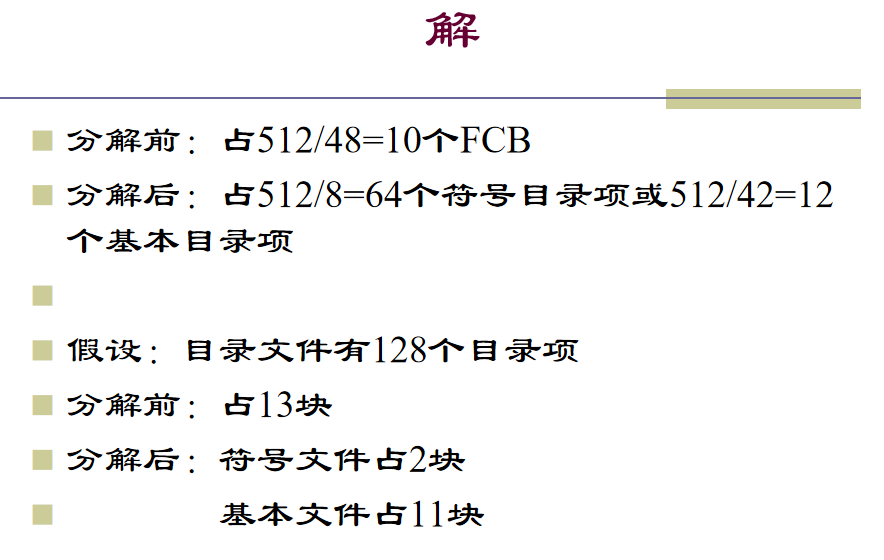 解
分解前：占512/48=10个FCB
分解后：占512/8=64个符号目录项或512/42=12
个基本目录项
假设：目录文件有128个目录项
分解前：占13块
分解后：符号文件占2块
基本文件占11块